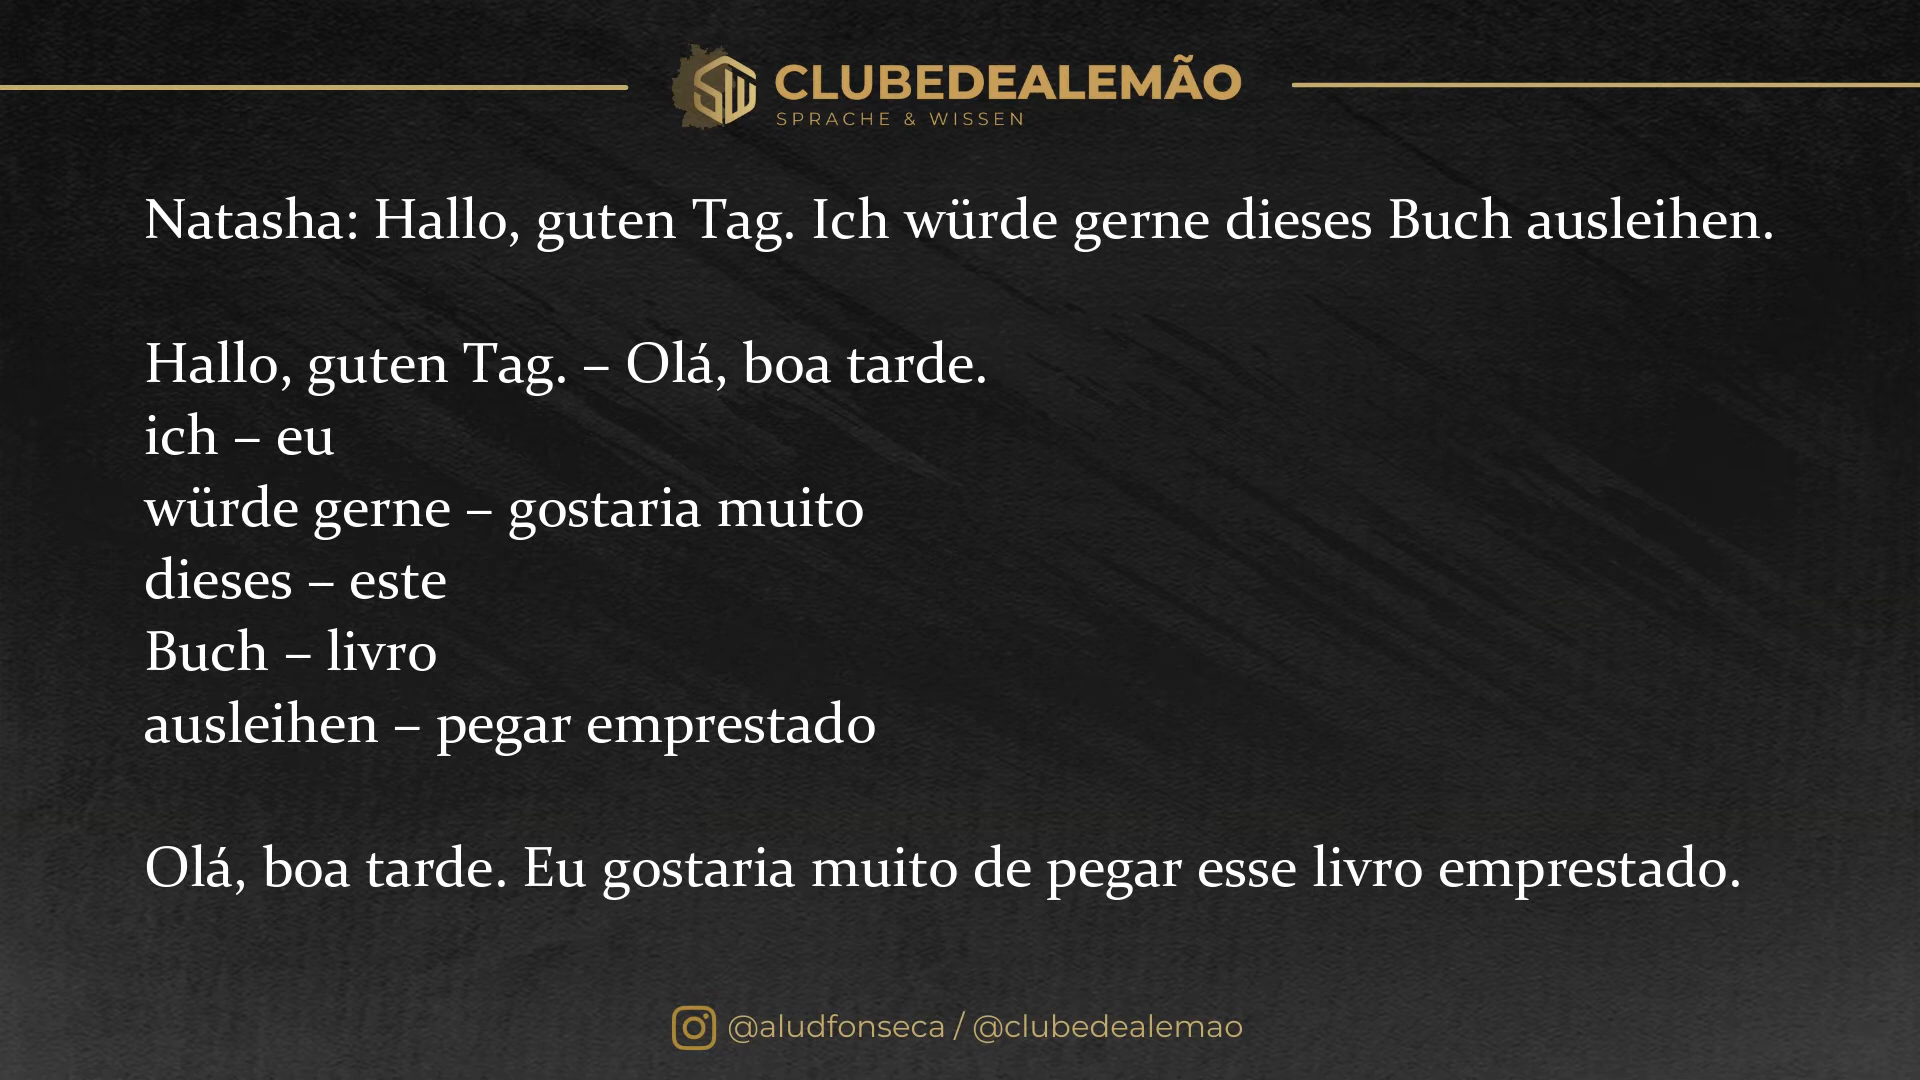 CLUBEDEALEMÃO
SPRACHE & WISSEN
Natasha: Hallo, guten Tag. Ich würde gerne dieses Buch ausleihen.
Hallo, guten Tag. – Olá, boa tarde.
ich – eu
würde gerne – gostaria muito
dieses – este
Buch – livro
ausleihen – pegar emprestado
Olá, boa tarde. Eu gostaria muito de pegar esse livro emprestado.
@aludfonseca / @clubedealemao